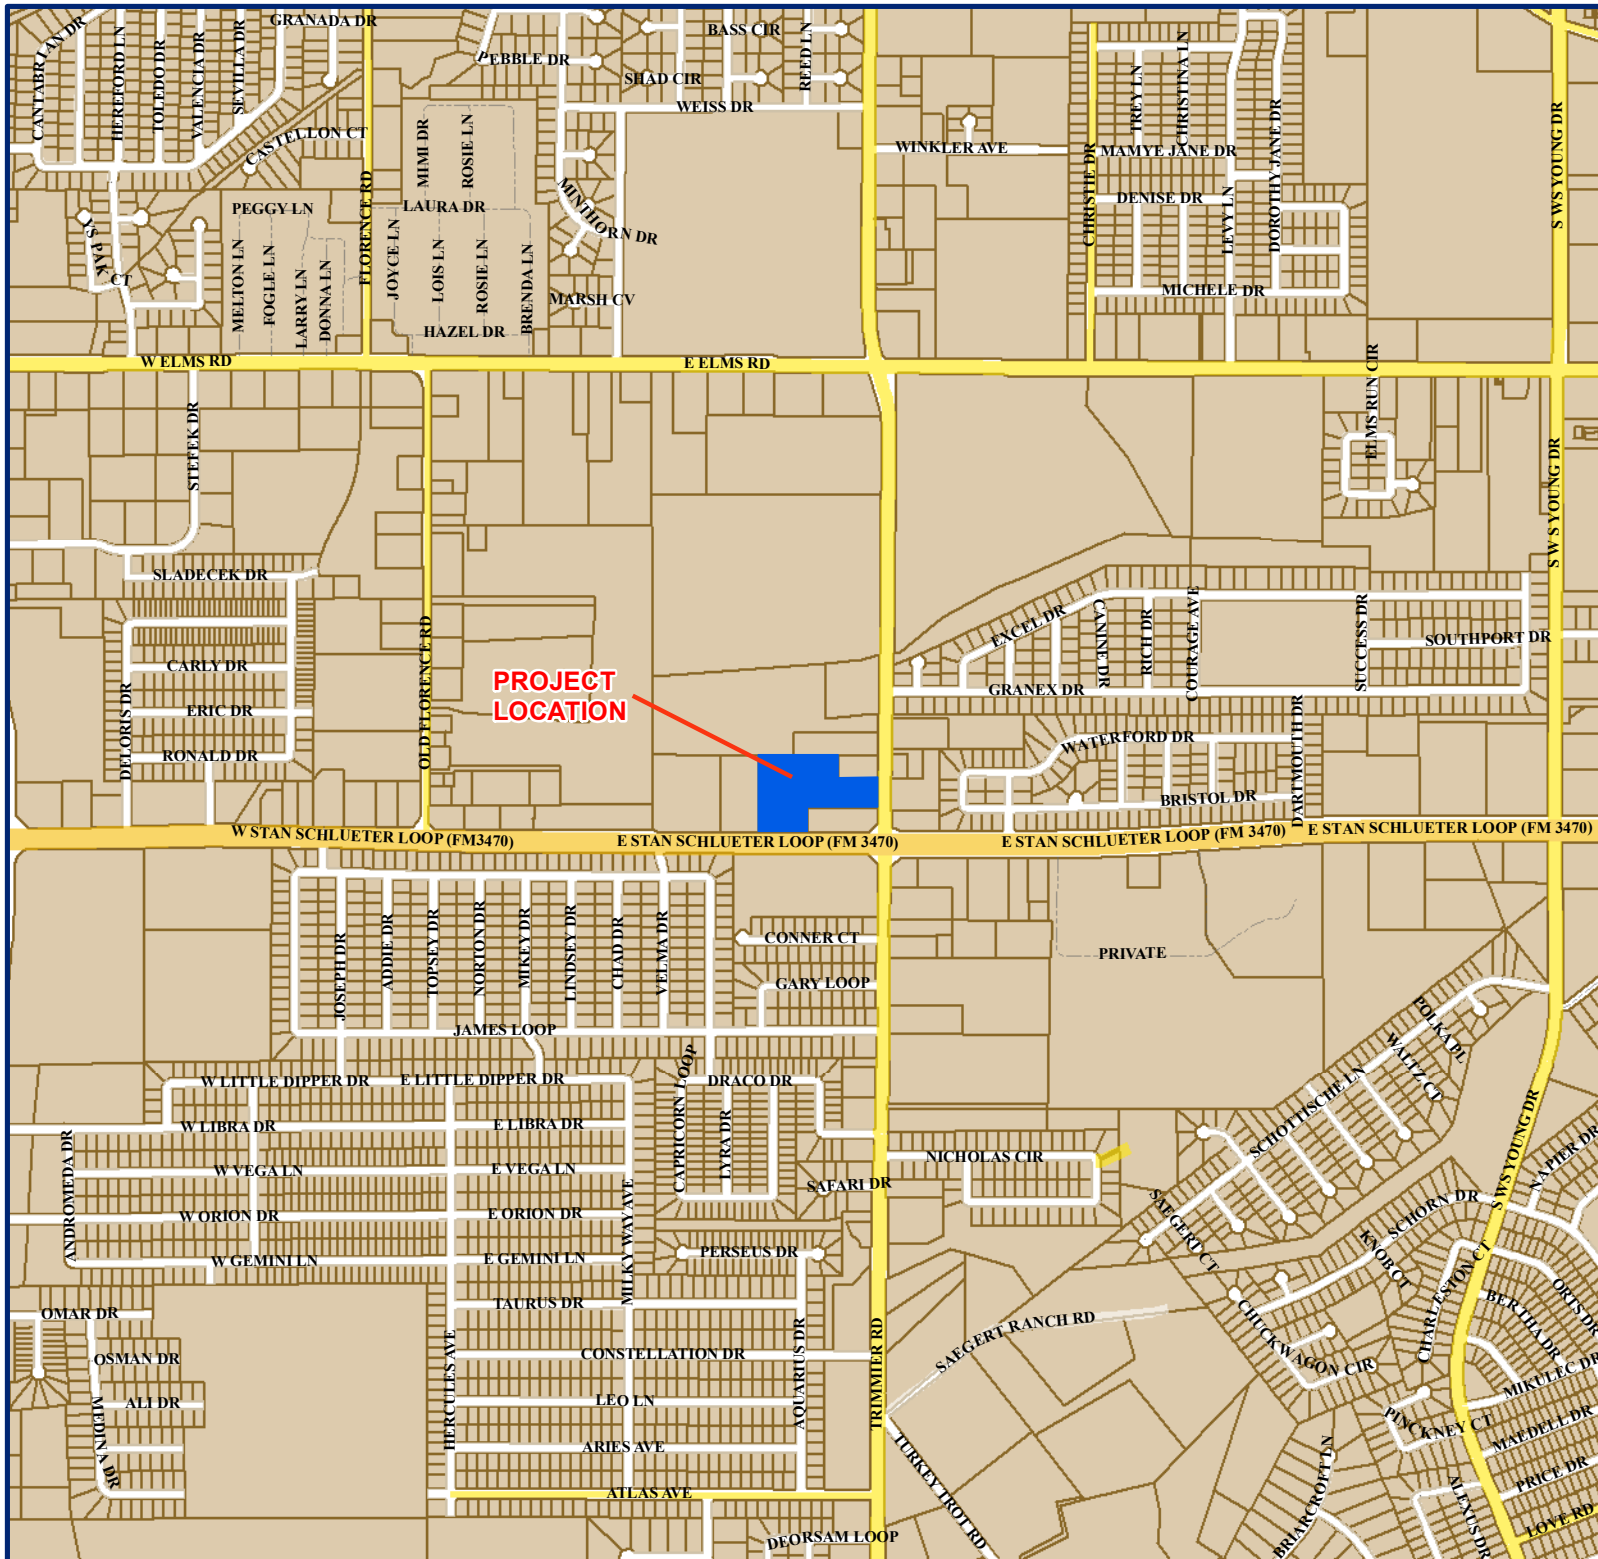 GRANADA DR
CANTABRIAN DR
HEREFORD LN
TOLEDO DR
VALENCIA DR
SEVILLA DR
CASTELLON CT
PEBBLE DR
BASS CIR
SHAD CIR
REED LN
WEISS DR
WINKLER AVE
TREY LN
CHRISTINA LN
MAMYE JANE DR
DENISE DR
CHRISTIE DR
LEVY LN
DOROTHY JANE DR
MICHELE DR
S WS YOUNG DR
MIMI DR
ROSIE LN
LAURA DR
MINTHORN DR
PEGGY LN
FLORENCE RD
YS PAK CT
MELTON LN
FOGLE LN
LARRY LN
DONNA LN
JOYCE LN
LOIS LN
ROSIE LN
BRENDA LN
MARSH CV
HAZEL DR
W ELMS RD
E ELMS RD
ELMS RUN CIR
STEFEK DR
S W S YOUNG DR
SLADECEK DR
OLD FLORENCE RD
EXCEL DR
CANINE DR
RICH DR
COURAGE AVE
SUCCESS DR
SOUTHPORT DR
CARLY DR
GRANEX DR
PROJECT
LOCATION
ERIC DR
DELORIS DR
RONALD DR
WATERFORD DR
DARTMOUTH DR
BRISTOL DR
W STAN SCHLUETER LOOP (FM3470)
E STAN SCHLUETER LOOP (FM 3470)
E STAN SCHLUETER LOOP (FM 3470)
E STAN SCHLUETER LOOP (FM 3470)
JOSEPH DR
ADDIE DR
TOPSEY DR
NORTON DR
MIKEY DR
LINDSEY DR
CHAD DR
VELMA DR
CONNER CT
GARY LOOP
PRIVATE
JAMES LOOP
POLKA PL
WALTZ CT
SCHOTTISCHE LN
W LITTLE DIPPER DR
E LITTLE DIPPER DR
CAPRICORN LOOP
DRACO DR
LYRA DR
W LIBRA DR
E LIBRA DR
ANDROMEDA DR
W VEGA LN
E VEGA LN
NICHOLAS CIR
SAFARI DR
S WS YOUNG DR
NAPIER DR
W ORION DR
E ORION DR
MILKY WAY AVE
SAEGERT CT
SCHORN DR
KNOB CT
W GEMINI LN
E GEMINI LN
PERSEUS DR
CHARLESTON CT
ORTS DR
BERTHA DR
TAURUS DR
OMAR DR
SAEGERT RANCH RD
CHUCKWAGON CIR
OSMAN DR
HERCULES AVE
CONSTELLATION DR
AQUARIUS DR
TRIMMIER RD
MIKULEC DR
ALI DR
MEDINA DR
LEO LN
PINCKNEY CT
MAEDELL DR
ARIES AVE
TURKEY TROT RD
BRIARCROFT LN
PRICE DR
ATLAS AVE
ALEXUS DR
LOVE RD
DEORSAM LOOP